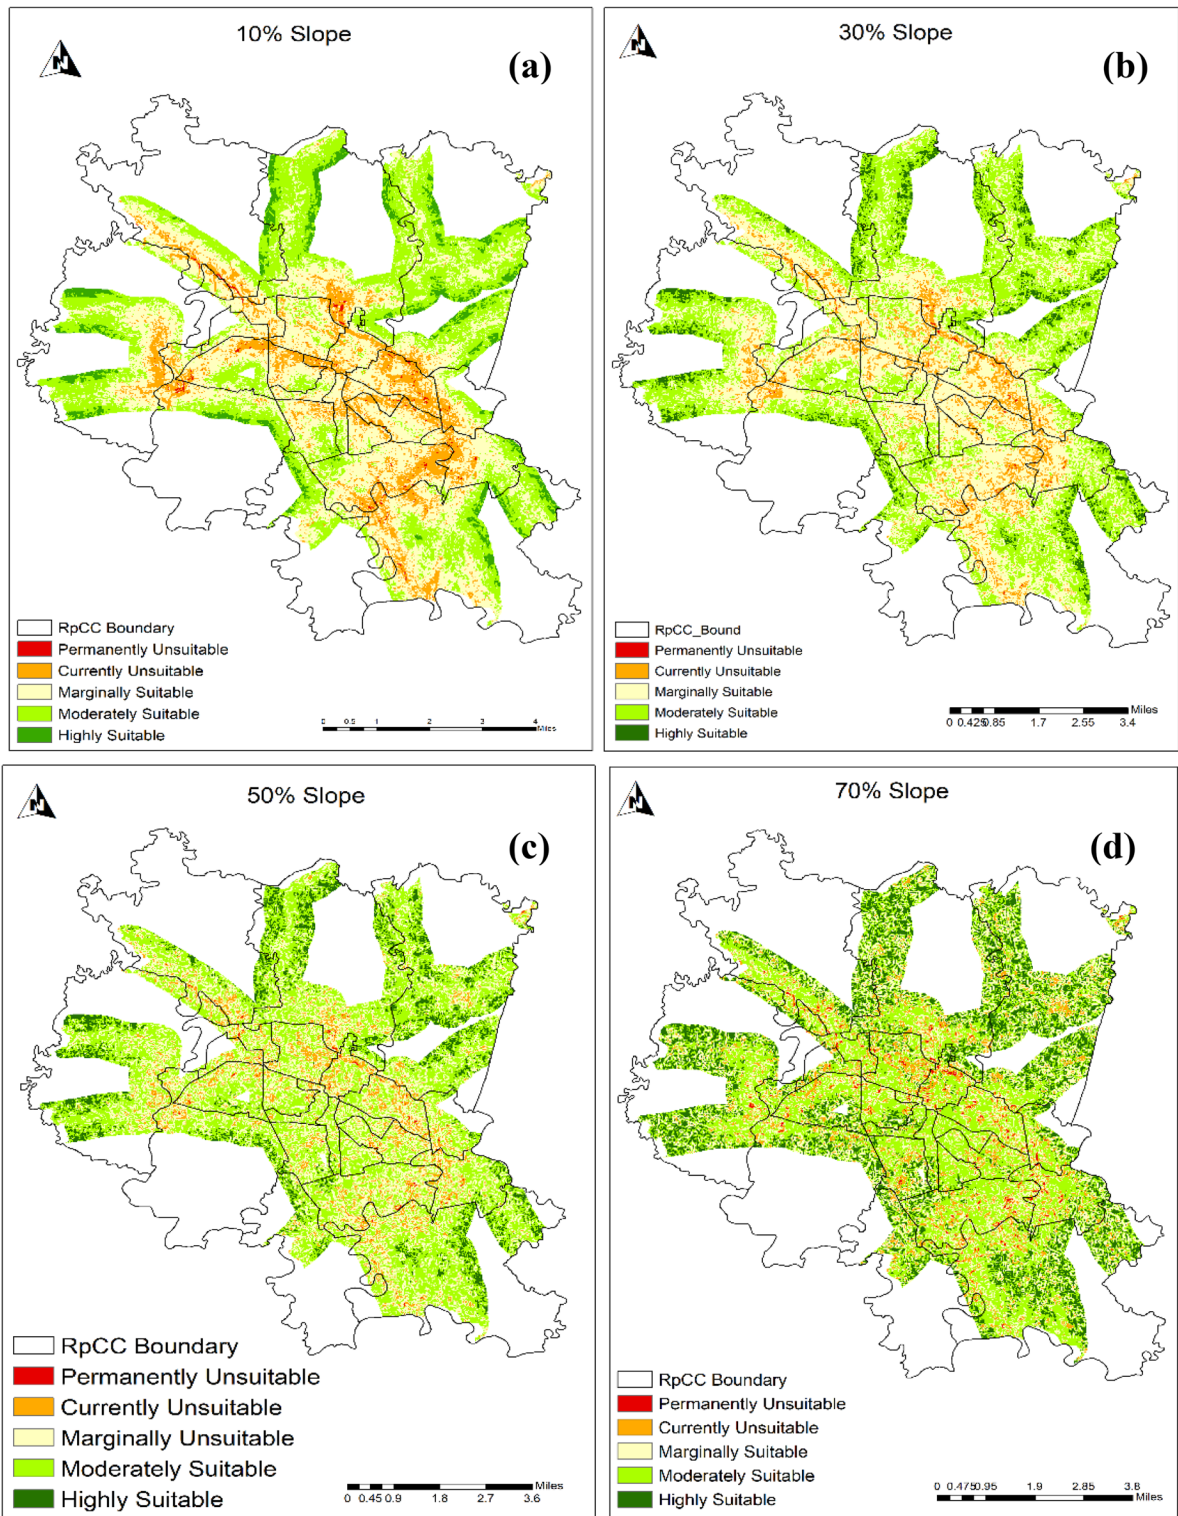 10% Slope
(a)
N
RpCC Boundary
Permanently Unsuitable
Currently Unsuitable
Marginally Suitable
Moderately Suitable
Highly Suitable
0 0.5 1 2 3 4
Miles
30% Slope
(b)
N
RpCC_Bound
Permanently Unsuitable
Currently Unsuitable
Marginally Suitable
Moderately Suitable
Highly Suitable
Miles
0 0.425 0.85 1.7 2.55 3.4
50% Slope
(c)
N
RpCC Boundary
Permanently Unsuitable
Currently Unsuitable
Marginally Unsuitable
Moderately Suitable
Highly Suitable
Miles
0 0.45 0.9 1.8 2.7 3.6
70% Slope
(d)
N
RpCC Boundary
Permanently Unsuitable
Currently Unsuitable
Marginally Suitable
Moderately Suitable
Highly Suitable
Miles
0 0.475 0.95 1.9 2.85 3.8